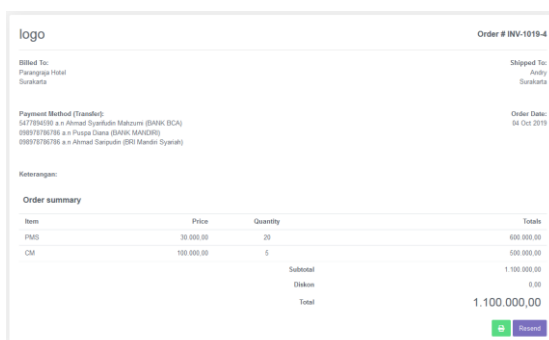 logo
Order # INV-1019-4
Billed To:
Parangraja Hotel
Surakarta
Shipped To:
Andry
Surakarta
Payment Method (Transfer):
5477894590 a.n Ahmad Syarifudin Mahzumi (BANK BCA)
098978786786 a.n Puspa Diana (BANK MANDIRI)
098978786786 a.n Ahmad Saripudin (BRI Mandiri Syariah)
Order Date:
04 Oct 2019
Keterangan:
Order summary
Item Price Quantity Totals
PMS 30.000,00 20 600.000,00
CM 100.000,00 5 500.000,00
Subtotal 1.100.000,00
Diskon 0,00
Total 1.100.000,00
Resend